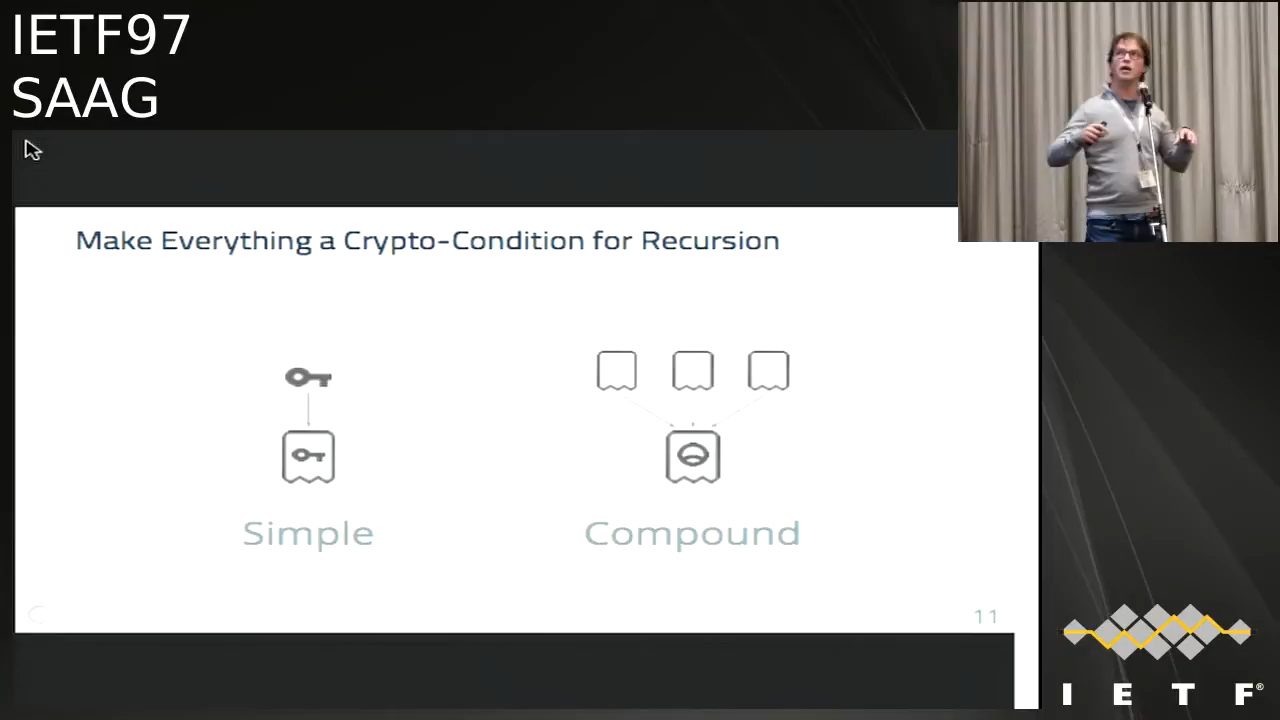 IETF97
SAAG
Make Everything a Crypto-Condition for Recursion
Simple
Compound
11
I E T F®